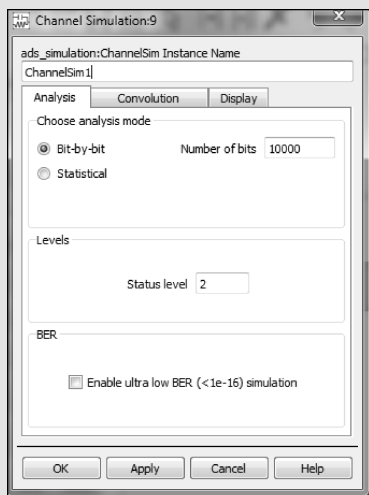 Channel Simulation:9
ads_simulation:ChannelSim Instance Name
ChannelSim1
Analysis Convolution Display
Choose analysis mode
Bit-by-bit Number of bits 10000
Statistical
Levels
Status level 2
BER
Enable ultra low BER (<1e-16) simulation
OK Apply Cancel Help